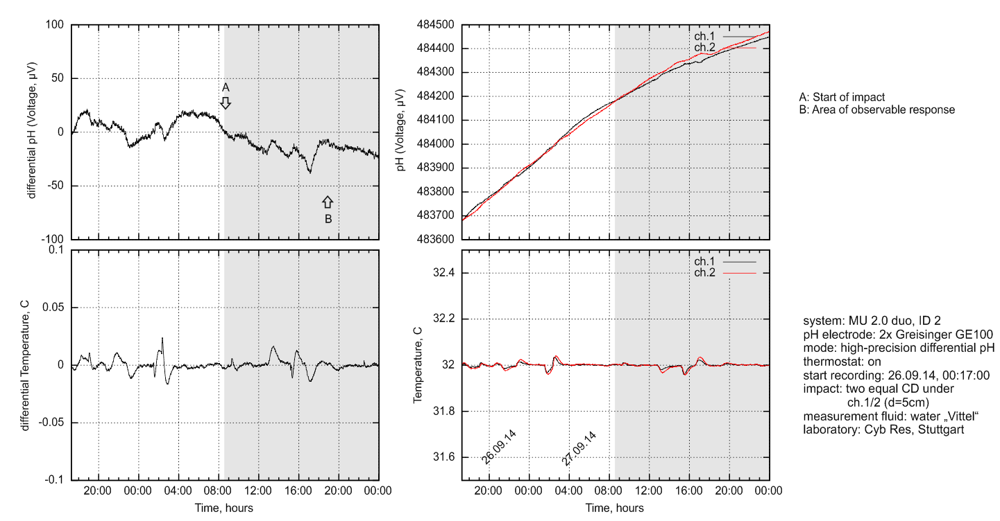 differential pH (Voltage, µV)
100
50
0
-50
-100
A
B
pH (Voltage, µV)
484500
484400
484300
484200
484100
484000
483900
483800
483700
483600
ch.1
ch.2
A: Start of impact
B: Area of observable response
differential Temperature, C
0.1
0.05
0
-0.05
-0.1
20:00 00:00 04:00 08:00 12:00 16:00 20:00 00:00
Time, hours
Temperature, C
32.4
32.2
32
31.8
31.6
ch.1
ch.2
26.09.14
27.09.14
20:00 00:00 04:00 08:00 12:00 16:00 20:00 00:00
Time, hours
system: MU 2.0 duo, ID 2
pH electrode: 2x Greisinger GE100
mode: high-precision differential pH
thermostat: on
start recording: 26.09.14, 00:17:00
impact: two equal CD under
ch.1/2 (d=5cm)
measurement fluid: water „Vittel“
laboratory: Cyb Res, Stuttgart